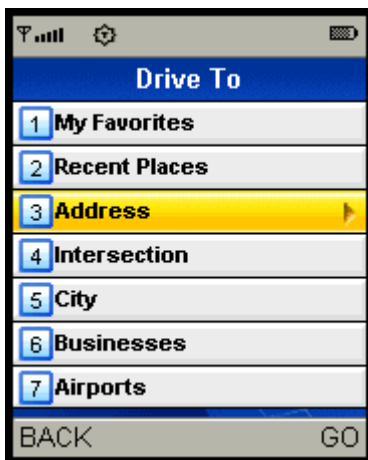 Drive To
1 My Favorites
2 Recent Places
3 Address
4 Intersection
5 City
6 Businesses
7 Airports
BACK GO